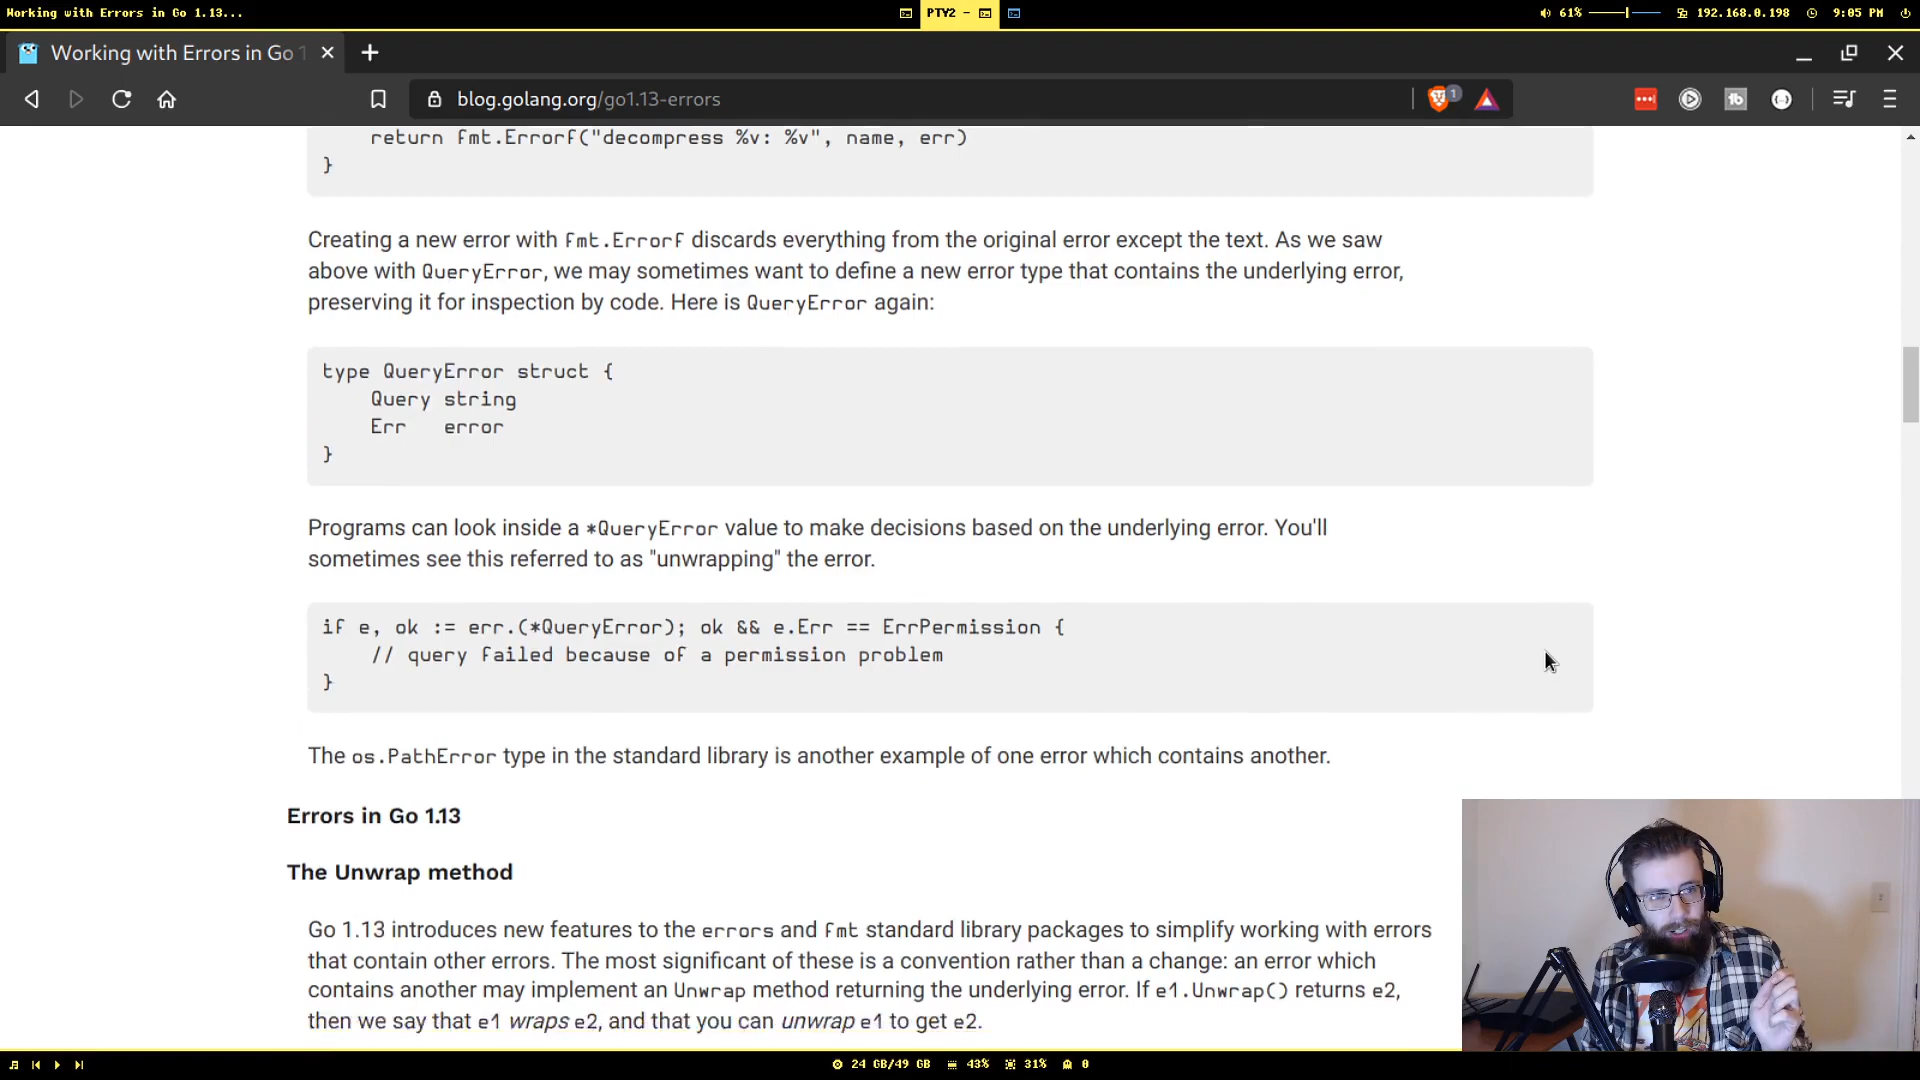 Working with Errors in Go 1.13...
PTY2 -
61%
192.168.0.198
9:05 PM
Working with Errors in Go 1
blog.golang.org/go1.13-errors
1
return fmt.Errorf("decompress %v: %v", name, err)
}
Creating a new error with fmt.Errorf discards everything from the original error except the text. As we saw
above with QueryError, we may sometimes want to define a new error type that contains the underlying error,
preserving it for inspection by code. Here is QueryError again:
type QueryError struct {
Query string
Err error
}
Programs can look inside a *QueryError value to make decisions based on the underlying error. You'll
sometimes see this referred to as "unwrapping" the error.
if e, ok := err.(*QueryError); ok && e.Err == ErrPermission {
// query failed because of a permission problem
}
The os.PathError type in the standard library is another example of one error which contains another.
Errors in Go 1.13
The Unwrap method
Go 1.13 introduces new features to the errors and fmt standard library packages to simplify working with errors
that contain other errors. The most significant of these is a convention rather than a change: an error which
contains another may implement an Unwrap method returning the underlying error. If e1.Unwrap() returns e2,
then we say that e1 wraps e2, and that you can unwrap e1 to get e2.
24 GB/49 GB
43%
31%
0